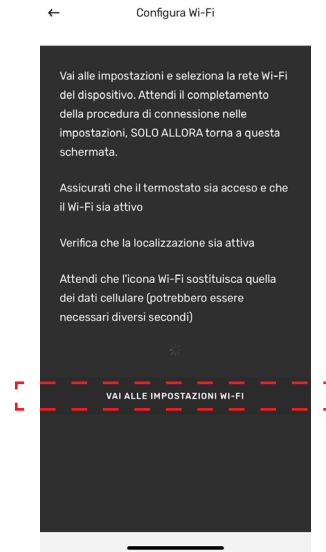 Configura Wi-Fi
Vai alle impostazioni e seleziona la rete Wi-Fi
del dispositivo. Attendi il completamento
della procedura di connessione nelle
impostazioni, SOLO ALLORA torna a questa
schermata.
Assicurati che il termostato sia acceso e che
il Wi-Fi sia attivo
Verifica che la localizzazione sia attiva
Attendi che l'icona Wi-Fi sostituisca quella
dei dati cellulare (potrebbero essere
necessari diversi secondi)
VAI ALLE IMPOSTAZIONI WI-FI